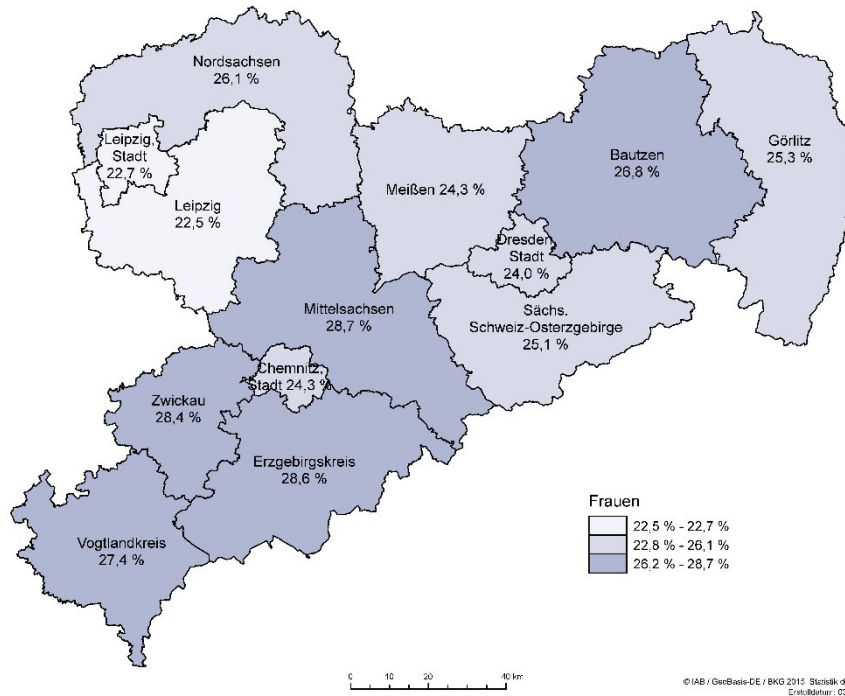 Nordsachsen
26,1 %
Leipzig,
Stadt
22,7 %
Leipzig
22,5 %
Meißen 24,3 %
Bautzen
26,8 %
Görlitz
25,3 %
Dresden,
Stadt
24,0 %
Mittelsachsen
28,7 %
Sächs.
Schweiz-Osterzgebirge
25,1 %
Chemnitz,
Stadt 24,3 %
Zwickau
28,4 %
Erzgebirgskreis
28,6 %
Vogtlandkreis
27,4 %
Frauen
22,5 % - 22,7 %
22,8 % - 26,1 %
26,2 % - 28,7 %
0 10 20 40 km
© IAB / GeoBasis-DE / BKG 2015 Statistik
Erstelldatum: